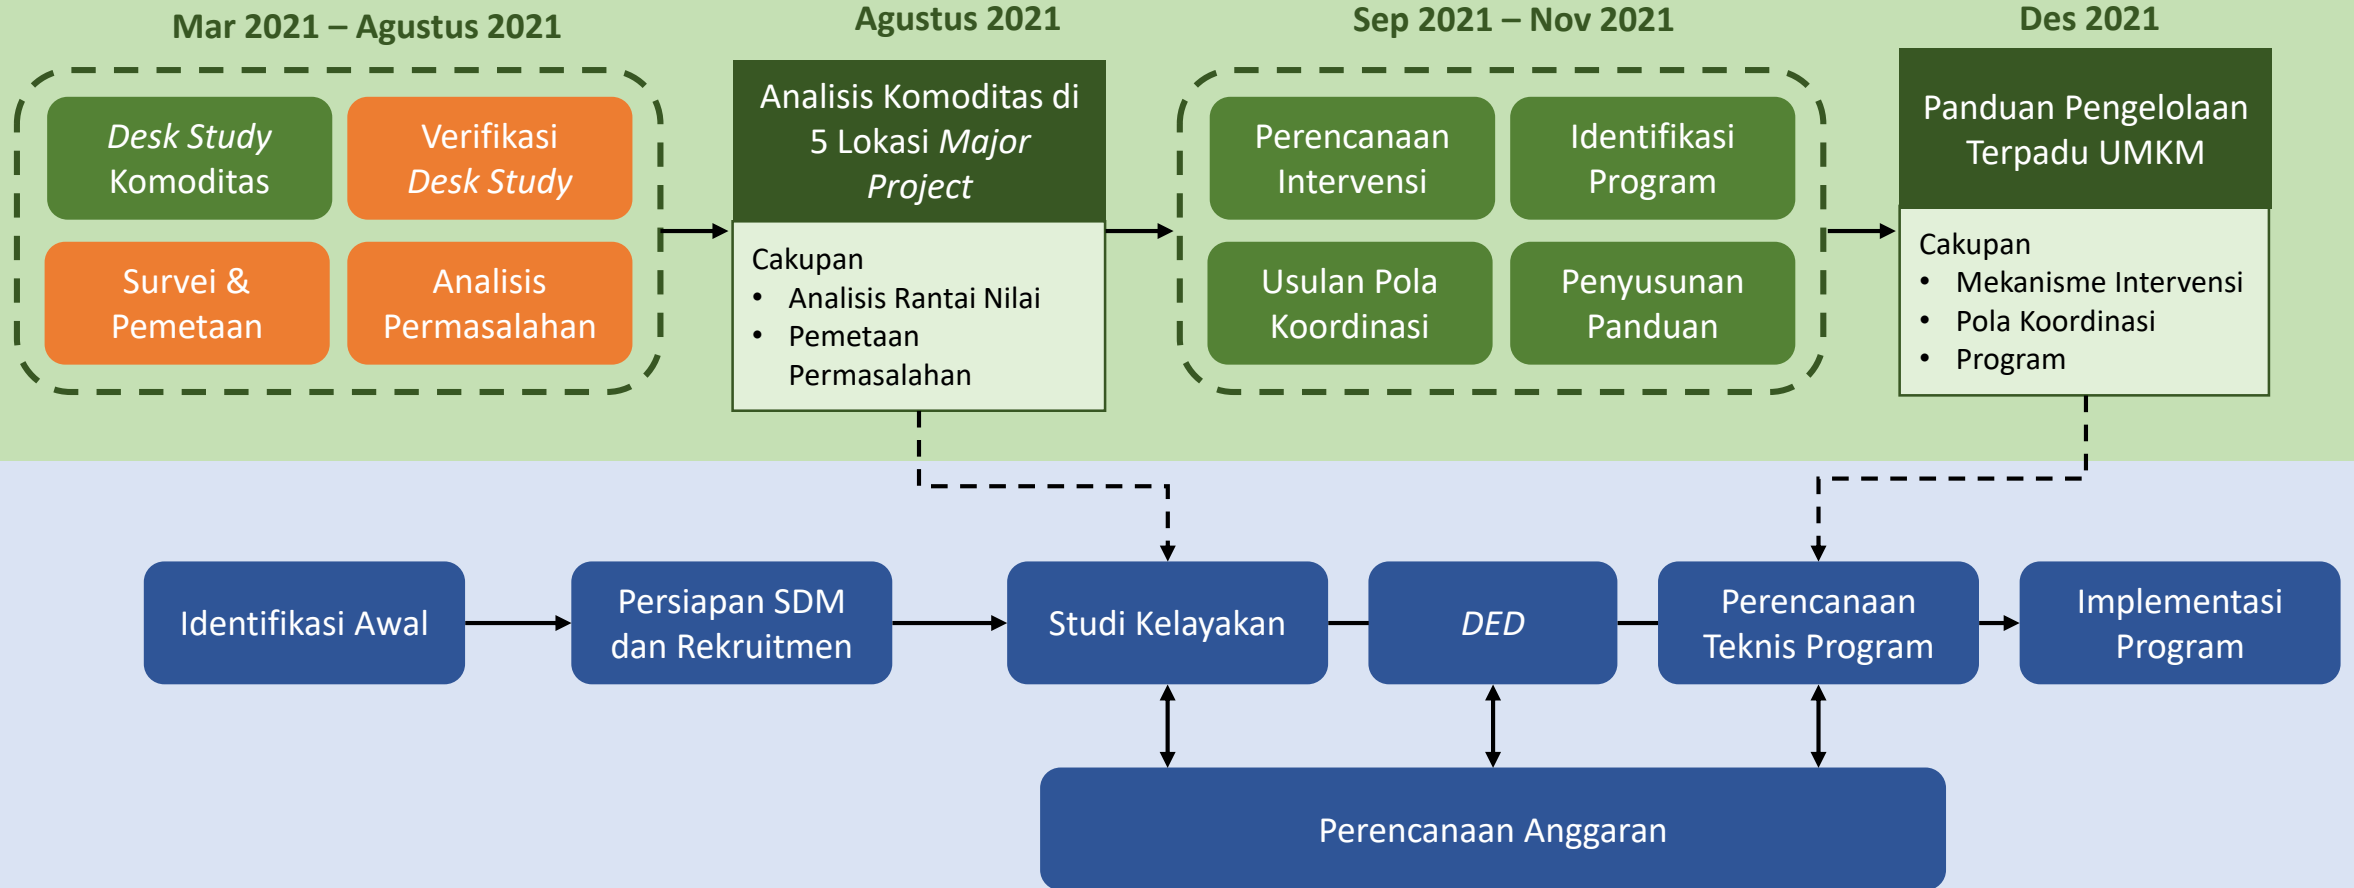 Mar 2021 – Agustus 2021
Agustus 2021
Sep 2021 – Nov 2021
Des 2021
Desk Study
Komoditas
Verifikasi
Desk Study
Survei &
Pemetaan
Analisis
Permasalahan
Analisis Komoditas di
5 Lokasi Major
Project
Cakupan
• Analisis Rantai Nilai
• Pemetaan
Permasalahan
Perencanaan
Intervensi
Identifikasi
Program
Usulan Pola
Koordinasi
Penyusunan
Panduan
Panduan Pengelolaan
Terpadu UMKM
Cakupan
• Mekanisme Intervensi
• Pola Koordinasi
• Program
Identifikasi Awal
Persiapan SDM
dan Rekruitmen
Studi Kelayakan
DED
Perencanaan
Teknis Program
Implementasi
Program
Perencanaan Anggaran